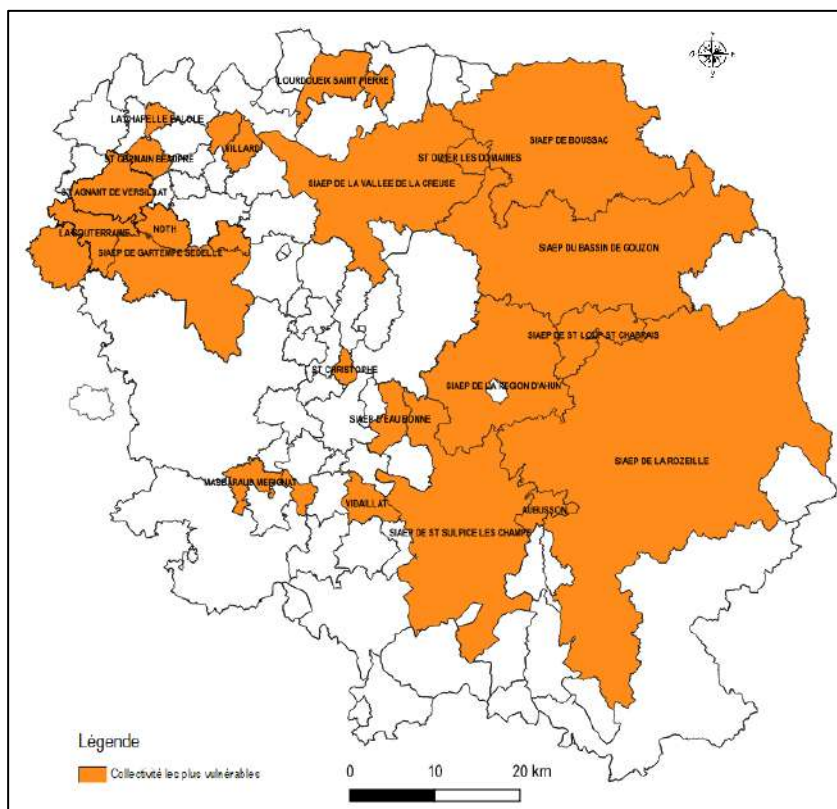 LOURDOUEIX SAINT PIERRE
LA CHAPELLE BALOUE
SIAEP DE BOUSSAC
VILLARD
ST GERMAIN BEAUPRE
ST DIZIER LES DOMAINES
SIAEP DE LA VALLEE DE LA CREUSE
ST AGNANT DE VERSILLAT
LA SOUTERRAINE
NOTH
SIAEP DU BASSIN DE GOUZON
SIAEP DE GARTEMPE SEDELLE
SIAEP DE ST LOUP ST CHABRAIS
ST CHRISTOPHE
SIAEP DE LA REGION D'AHUN
SIAEP D'EAU BONNE
SIAEP DE LA ROZEILLE
MASBARAUD MERIGNAT
VIDAILLAT
AUBUSSON
SIAEP DE ST SULPICE LES CHAMPS
Légende
Collectivité les plus vulnérables
0 10 20 km